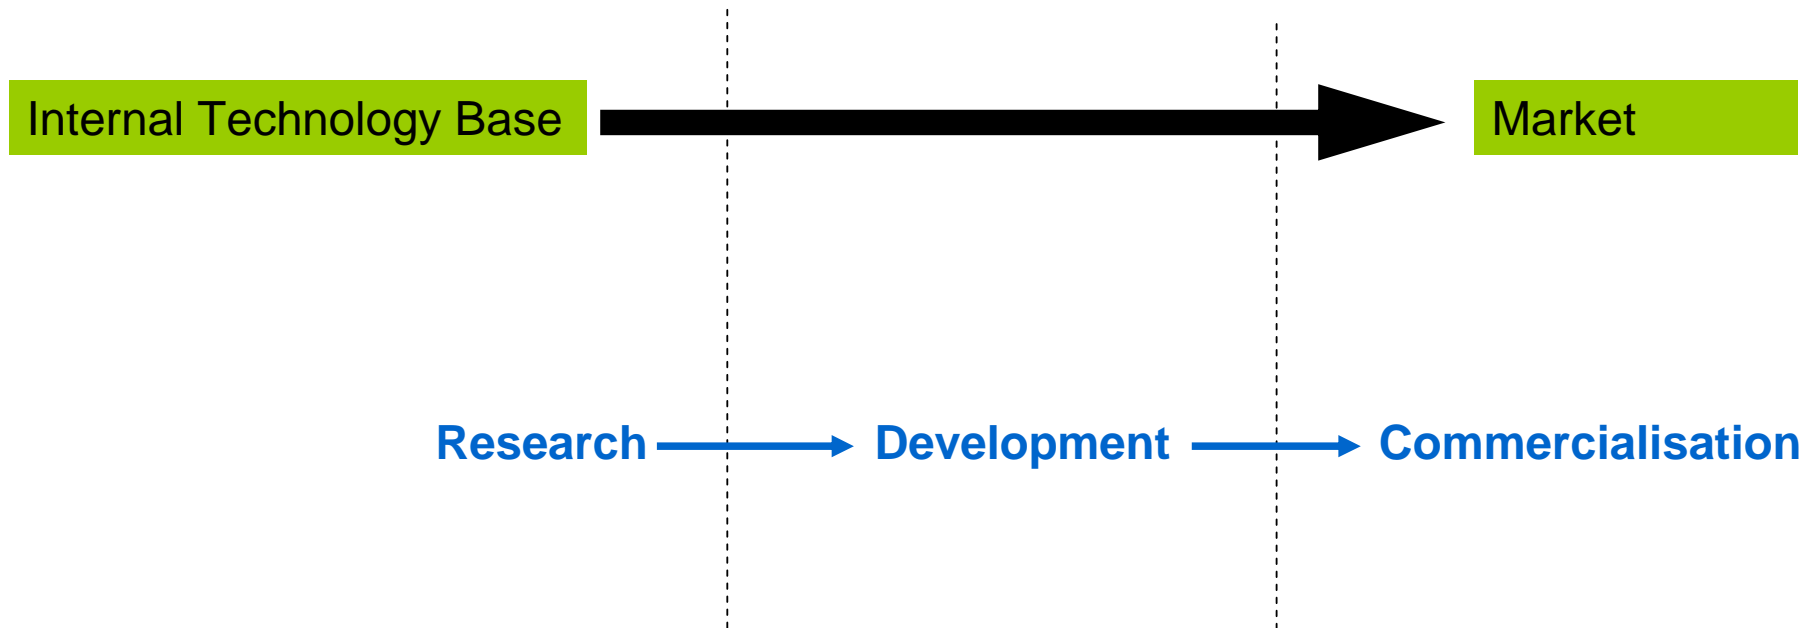 Internal Technology Base
Market
Research
Development
Commercialisation